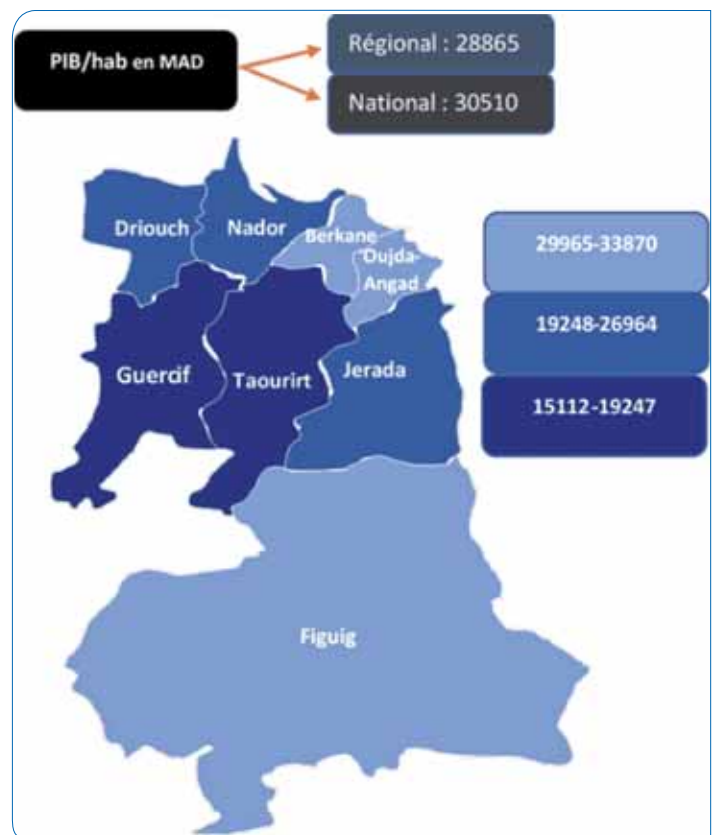 PIB/hab en MAD
Régional : 28865
National : 30510
Driouch
Nador
Berkane
Oujda-
Angad
Guercif
Taourirt
Jerada
Figuig
29965-33870
19248-26964
15112-19247